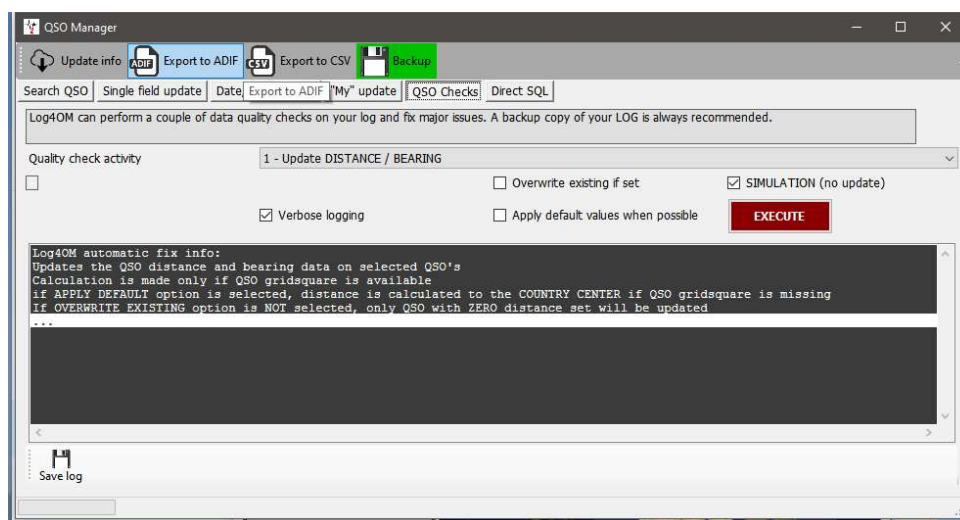 QSO Manager
Update info ADIF Export to ADIF CSV Export to CSV Backup
Search QSO Single field update Date Export to ADIF "My" update QSO Checks Direct SQL
Log4OM can perform a couple of data quality checks on your log and fix major issues. A backup copy of your LOG is always recommended.
Quality check activity 1 - Update DISTANCE / BEARING
Overwrite existing if set SIMULATION (no update)
Verbose logging Apply default values when possible EXECUTE
Log4OM automatic fix info:
Updates the QSO distance and bearing data on selected QSO's
Calculation is made only if QSO gridsquare is available
if APPLY DEFAULT option is selected, distance is calculated to the COUNTRY CENTER if QSO gridsquare is missing
If OVERWRITE EXISTING option is NOT selected, only QSO with ZERO distance set will be updated
...
Save log